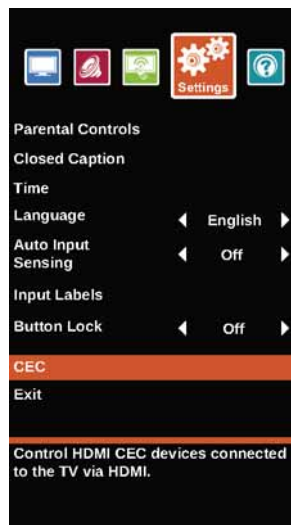 ?
Settings
Parental Controls
Closed Caption
Time
Language English
Auto Input
Sensing Off
Input Labels
Button Lock Off
CEC
Exit
Control HDMI CEC devices connected
to the TV via HDMI.